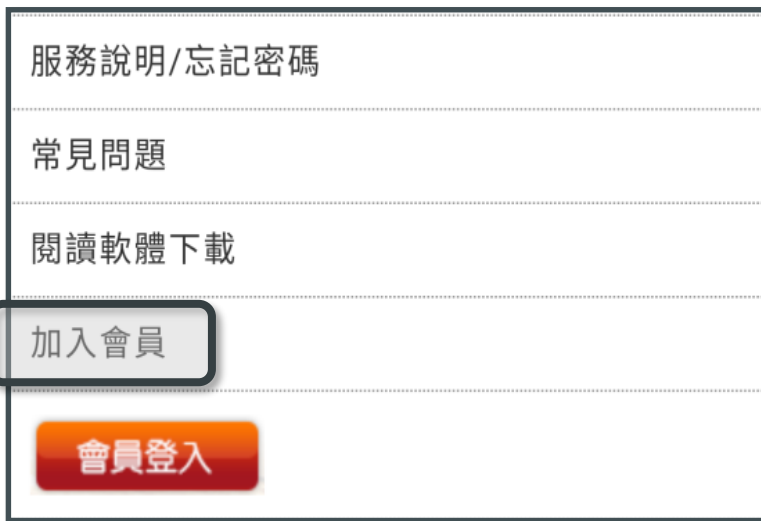 服務說明/忘記密碼
常見問題
閱讀軟體下載
加入會員
會員登入